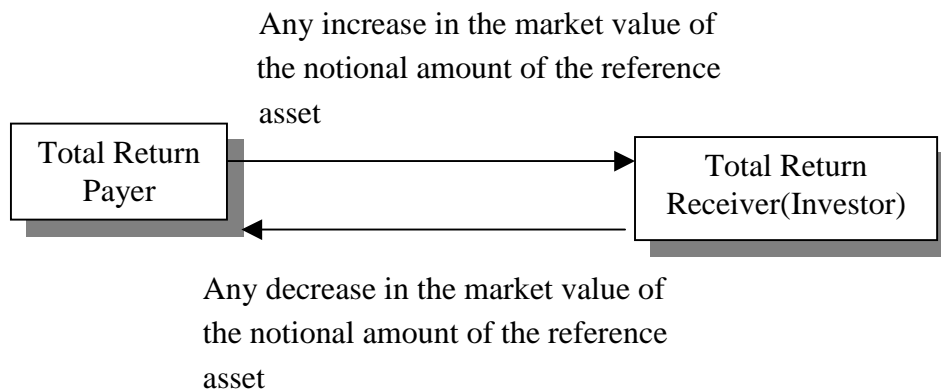 Any increase in the market value of
the notional amount of the reference
asset
Total Return
Payer
Total Return
Receiver(Investor)
Any decrease in the market value of
the notional amount of the reference
asset